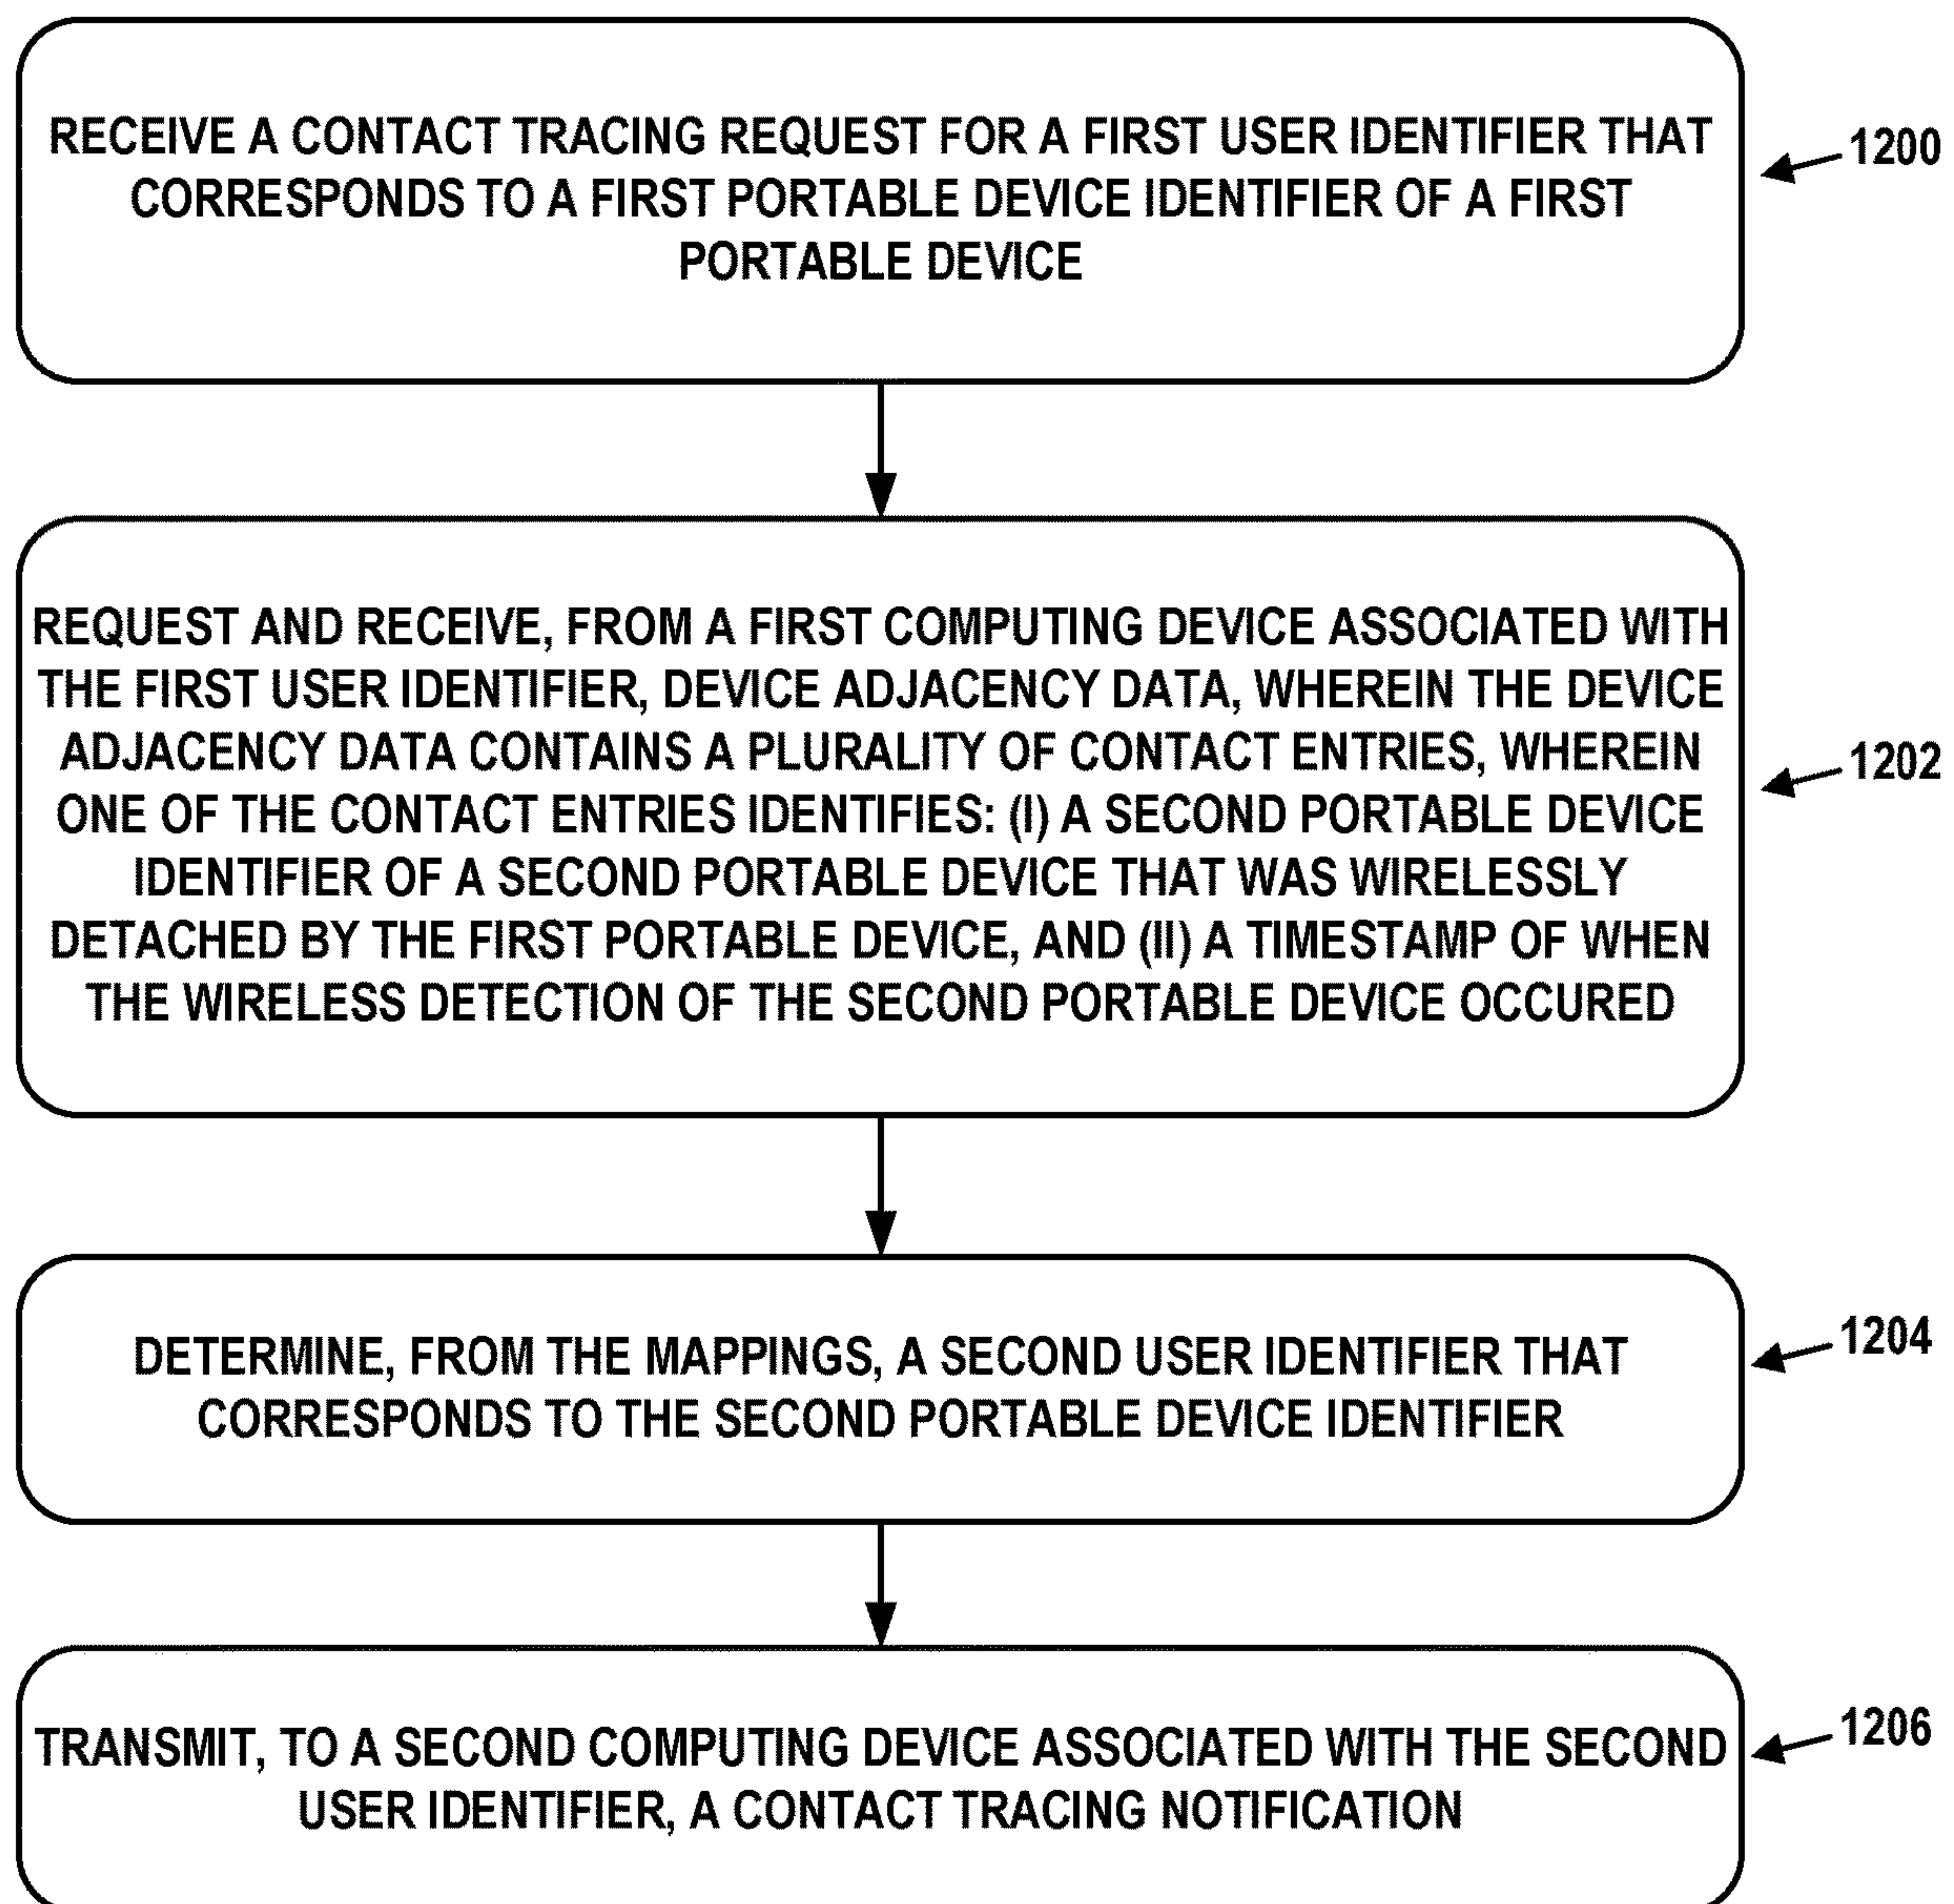 RECEIVE A CONTACT TRACING REQUEST FOR A FIRST USER IDENTIFIER THAT
CORRESPONDS TO A FIRST PORTABLE DEVICE IDENTIFIER OF A FIRST
PORTABLE DEVICE
1200
REQUEST AND RECEIVE, FROM A FIRST COMPUTING DEVICE ASSOCIATED WITH
THE FIRST USER IDENTIFIER, DEVICE ADJACENCY DATA, WHEREIN THE DEVICE
ADJACENCY DATA CONTAINS A PLURALITY OF CONTACT ENTRIES, WHEREIN
ONE OF THE CONTACT ENTRIES IDENTIFIES: (I) A SECOND PORTABLE DEVICE
IDENTIFIER OF A SECOND PORTABLE DEVICE THAT WAS WIRELESSLY
DETACHED BY THE FIRST PORTABLE DEVICE, AND (II) A TIMESTAMP OF WHEN
THE WIRELESS DETECTION OF THE SECOND PORTABLE DEVICE OCCURED
1202
DETERMINE, FROM THE MAPPINGS, A SECOND USER IDENTIFIER THAT
CORRESPONDS TO THE SECOND PORTABLE DEVICE IDENTIFIER
1204
TRANSMIT, TO A SECOND COMPUTING DEVICE ASSOCIATED WITH THE SECOND
USER IDENTIFIER, A CONTACT TRACING NOTIFICATION
1206